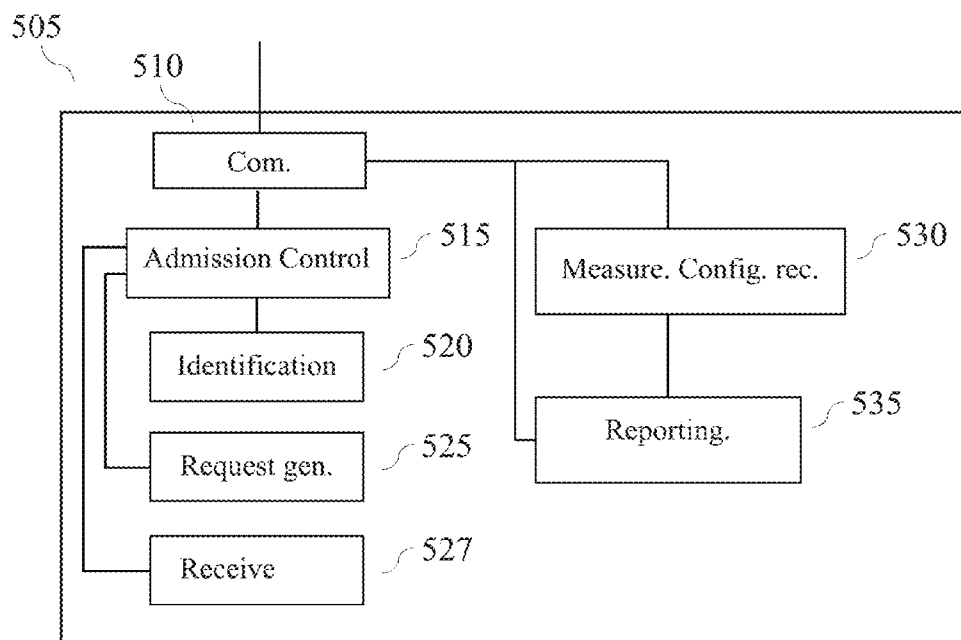 505
510
Com.
Admission Control
515
530
Measure. Config. rec.
Identification
520
535
Reporting.
Request gen.
525
Receive
527